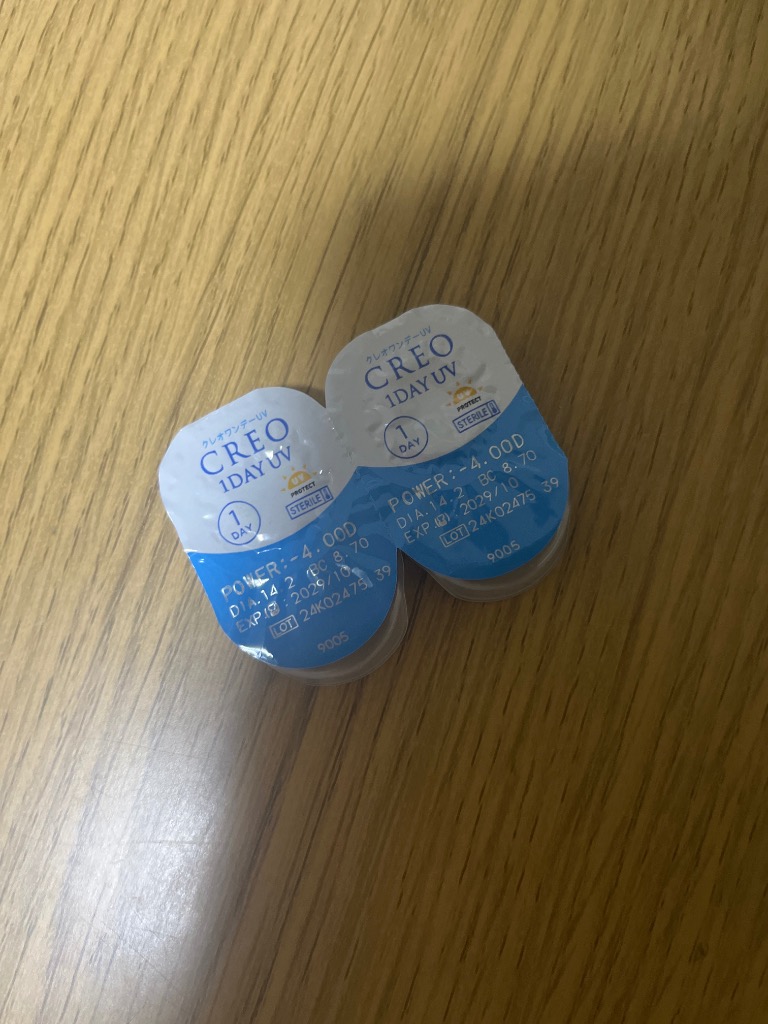 クレオワンデーUV
CREO
1DAY UV
UV
PROTECT
1
DAY
STERILE
POWER:-4.00D
DIA.14.2 BC 8.70
EXP. : 2029/10
LOT 24K02475 39
9005
クレオワンデーUV
CREO
1DAY UV
PROTECT
1
DAY
STERILE
POWER:-4.00D
DIA.14.2 BC 8.70
EXP. : 2029/10
LOT 24K02475 39
9005